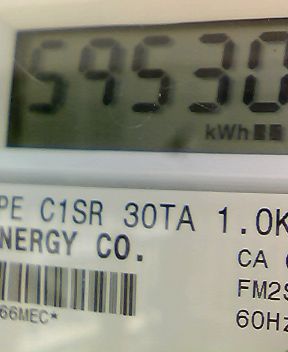 59530
kWh
PE C1SR 30TA 1.0K
NERGY CO.
CA
FM2S
66MEC*
60Hz